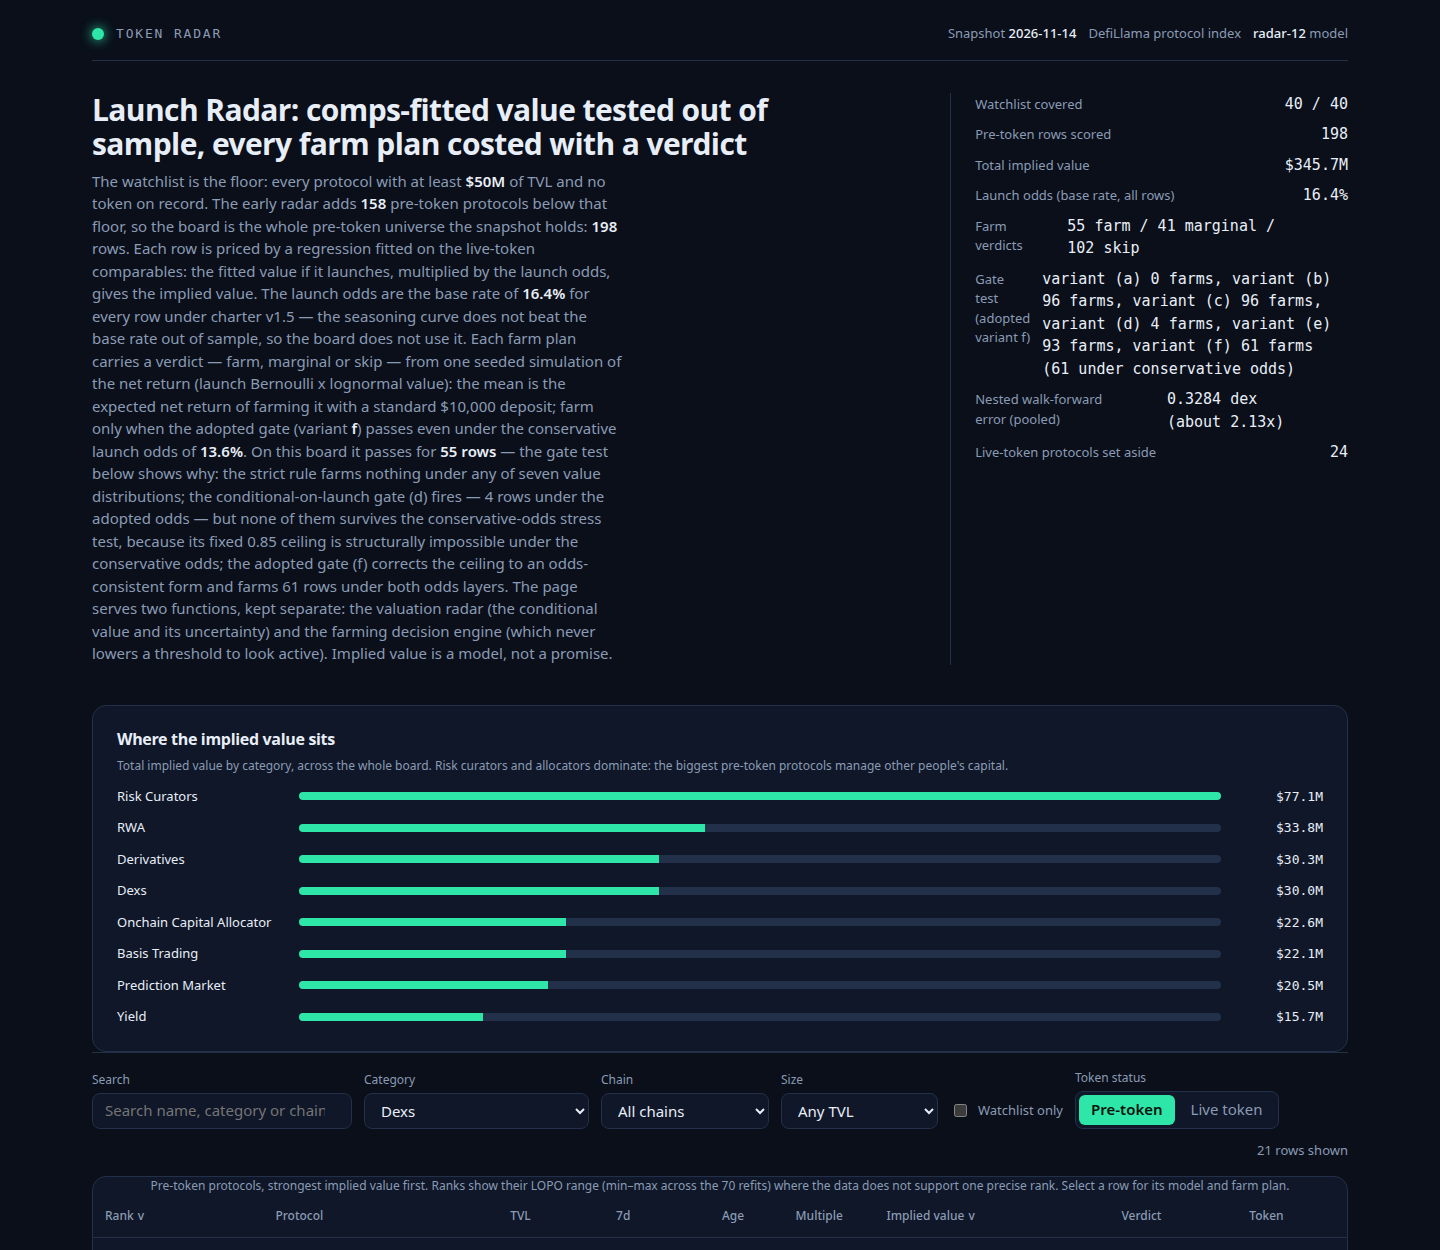 TOKEN RADAR
Snapshot 2026-11-14 DefiLlama protocol index radar-12 model
Launch Radar: comps-fitted value tested out of
sample, every farm plan costed with a verdict
The watchlist is the floor: every protocol with at least $50M of TVL and no
token on record. The early radar adds 158 pre-token protocols below that
floor, so the board is the whole pre-token universe the snapshot holds: 198
rows. Each row is priced by a regression fitted on the live-token
comparables: the fitted value if it launches, multiplied by the launch odds,
gives the implied value. The launch odds are the base rate of 16.4% for
every row under charter v1.5 — the seasoning curve does not beat the
base rate out of sample, so the board does not use it. Each farm plan
carries a verdict — farm, marginal or skip — from one seeded simulation of
the net return (launch Bernoulli x lognormal value): the mean is the
expected net return of farming it with a standard $10,000 deposit; farm
only when the adopted gate (variant f) passes even under the conservative
launch odds of 13.6%. On this board it passes for 55 rows — the gate test
below shows why: the strict rule farms nothing under any of seven value
distributions; the conditional-on-launch gate (d) fires — 4 rows under the
adopted odds — but none of them survives the conservative-odds stress
test, because its fixed 0.85 ceiling is structurally impossible under the
conservative odds; the adopted gate (f) corrects the ceiling to an odds-
consistent form and farms 61 rows under both odds layers. The page
serves two functions, kept separate: the valuation radar (the conditional
value and its uncertainty) and the farming decision engine (which never
lowers a threshold to look active). Implied value is a model, not a promise.
Watchlist covered 40 / 40
Pre-token rows scored 198
Total implied value $345.7M
Launch odds (base rate, all rows) 16.4%
Farm verdicts 55 farm / 41 marginal /
102 skip
Gate test (adopted variant f) variant (a) 0 farms, variant (b)
96 farms, variant (c) 96 farms,
variant (d) 4 farms, variant (e)
93 farms, variant (f) 61 farms
(61 under conservative odds)
Nested walk-forward error (pooled) 0.3284 dex
(about 2.13x)
Live-token protocols set aside 24
Where the implied value sits
Total implied value by category, across the whole board. Risk curators and allocators dominate: the biggest pre-token protocols manage other people's capital.
Risk Curators $77.1M
RWA $33.8M
Derivatives $30.3M
Dexs $30.0M
Onchain Capital Allocator $22.6M
Basis Trading $22.1M
Prediction Market $20.5M
Yield $15.7M
Search Category Chain Size Token status
Search name, category or chain Dexs All chains Any TVL Watchlist only Pre-token Live token
21 rows shown
Pre-token protocols, strongest implied value first. Ranks show their LOPO range (min–max across the 70 refits) where the data does not support one precise rank. Select a row for its model and farm plan.
Rank v Protocol TVL 7d Age Multiple Implied value v Verdict Token